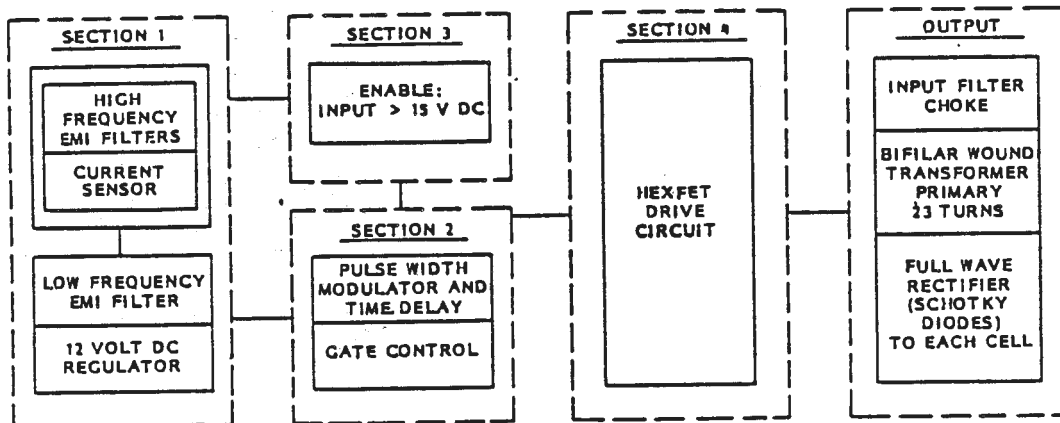 SECTION 1
HIGH
FREQUENCY
EMI FILTERS
CURRENT
SENSOR
LOW FREQUENCY
EMI FILTER
12 VOLT DC
REGULATOR
SECTION 3
ENABLE:
INPUT > 15 V DC
SECTION 2
PULSE WIDTH
MODULATOR AND
TIME DELAY
GATE CONTROL
SECTION 4
HEXFET
DRIVE
CIRCUIT
OUTPUT
INPUT FILTER
CHOKE
BIFILAR WOUND
TRANSFORMER
PRIMARY
23 TURNS
FULL WAVE
RECTIFIER
(SCHOTKY
DIODES)
TO EACH CELL